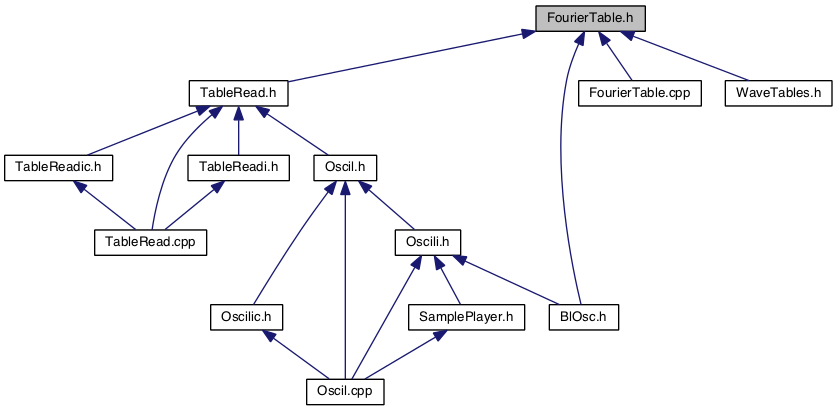 FourierTable.h
TableRead.h
FourierTable.cpp
WaveTables.h
TableReadic.h
TableReadi.h
Oscil.h
TableRead.cpp
Oscili.h
Oscilic.h
SamplePlayer.h
BlOsc.h
Oscil.cpp